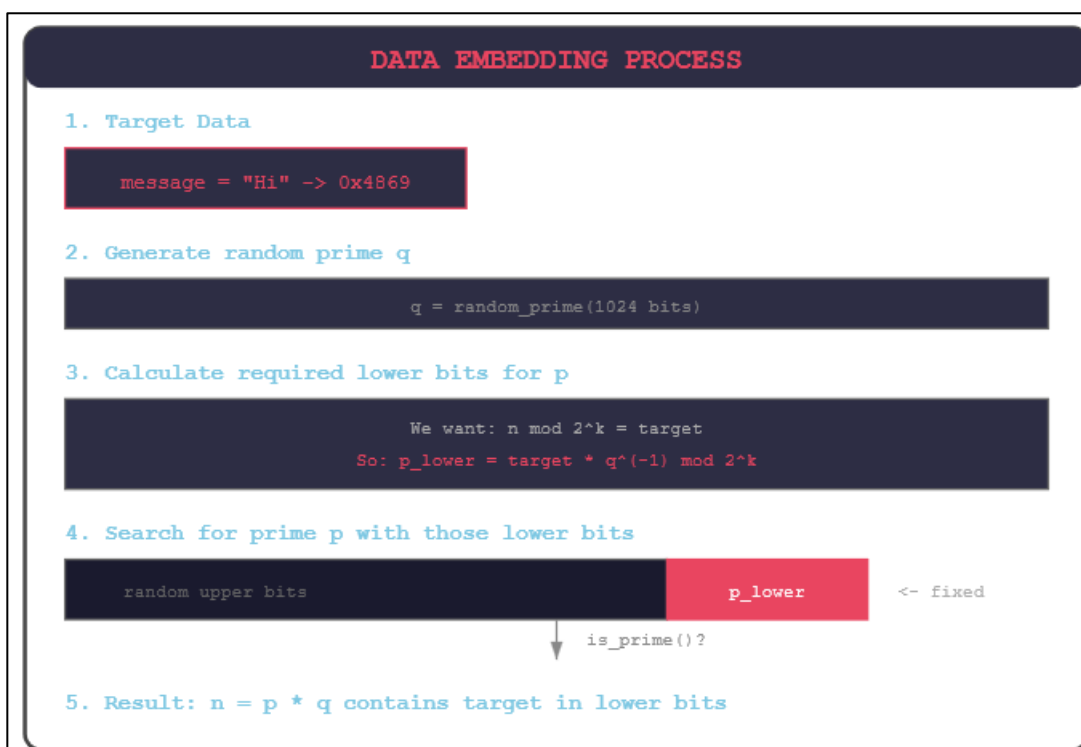 DATA EMBEDDING PROCESS
1. Target Data
message = "Hi" -> 0x4869
2. Generate random prime q
q = random_prime(1024 bits)
3. Calculate required lower bits for p
We want: n mod 2^k = target
So: p_lower = target * q^(-1) mod 2^k
4. Search for prime p with those lower bits
random upper bits p_lower <- fixed
is_prime()?
5. Result: n = p * q contains target in lower bits